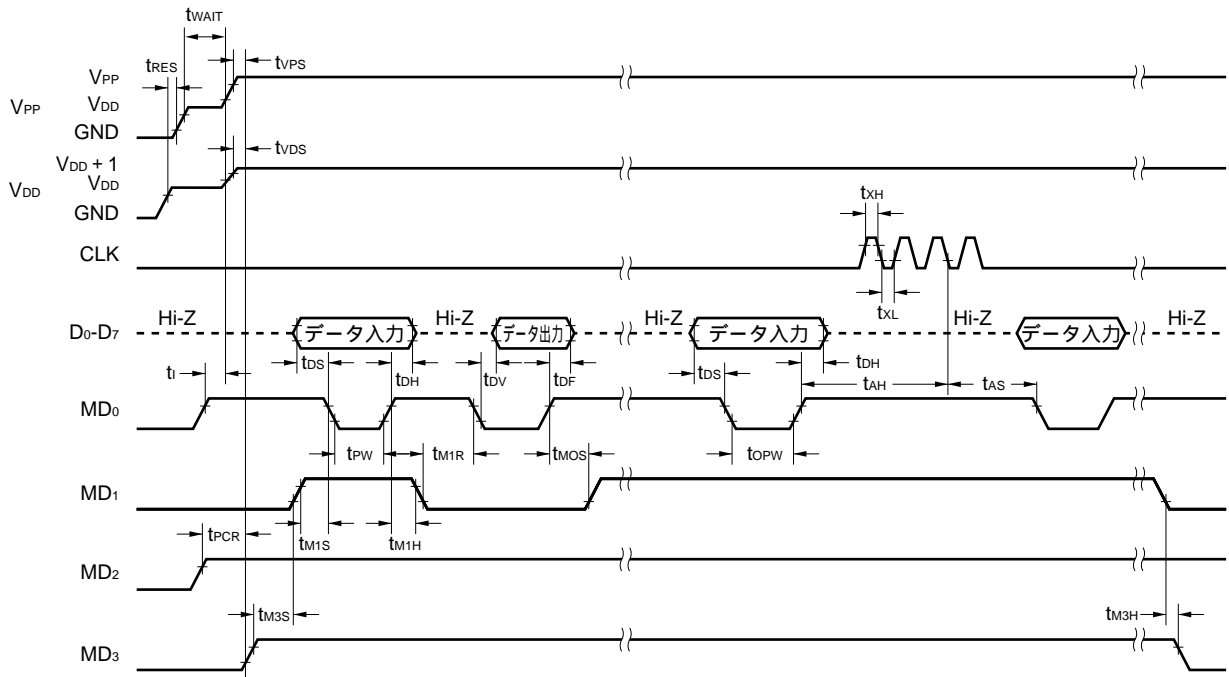 tWAIT
tRES
tVPS
VPP
VPP
VDD
GND
tVDS
VDD + 1
VDD
VDD
GND
tXH
CLK
tXL
D0-D7
Hi-Z
データ入力
Hi-Z
データ出力
Hi-Z
データ入力
Hi-Z
データ入力
Hi-Z
tI
tDS
tDH
tDV
tDF
tDS
tDH
tAH
tAS
MD0
tPW
tM1R
tMOS
tOPW
MD1
tPCR
tM1S
tM1H
MD2
tM3S
tM3H
MD3